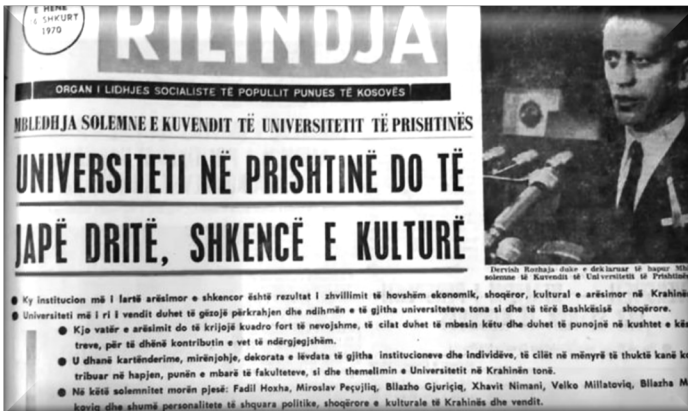 E HËNË
SHKURT
1970
RILINDJA
ORGAN I LIDHJES SOCIALISTE TË POPULLIT PUNUES TË KOSOVËS
MBLEDHJA SOLEMNE E KUVENDIT TË UNIVERSITETIT TË PRISHTINËS
UNIVERSITETI NË PRISHTINË DO TË
JAPË DRITË, SHKENCË E KULTURË
Dervish Rozhaja duke e deklaruar të hapur Mbe
solemne të Kuvendit të Universitetit të Prishtinës
● Ky institucion më i lartë arësimor e shkencor është rezultat i zhvillimit të hovshëm ekonomik, shoqëror, kultural e arësimor në Krahinën
● Universiteti më i ri i vendit duhet të gëzojë përkrahjen dhe ndihmën e të gjitha universiteteve tona si dhe të tërë Bashkësisë shoqërore.
● Kjo vatër e arësimit do të krijojë kuadro fort të nevojshme, të cilat duhet të mbesin këtu dhe duhet të punojnë në kushtet e kës
treve, për të dhënë kontributin e vet të ndërgjegjshëm.
● U dhanë kartënderime, mirënjohje, dekorata e lëvdata të gjitha institucioneve dhe individëve, të cilët në mënyrë të thuktë kanë ko
tribuar në hapjen, punën e mbarë të fakulteteve, si dhe themelimin e Universitetit në Krahinën tonë.
● Në këtë solemnitet morën pjesë: Fadil Hoxha, Miroslav Peçujliq, Bllazho Gjuriçiq, Xhavit Nimani, Velko Millatoviq, Bllazha M
koviq dhe shumë personalitete të shquara politike, shoqërore e kulturale të Krahinës dhe vendit.